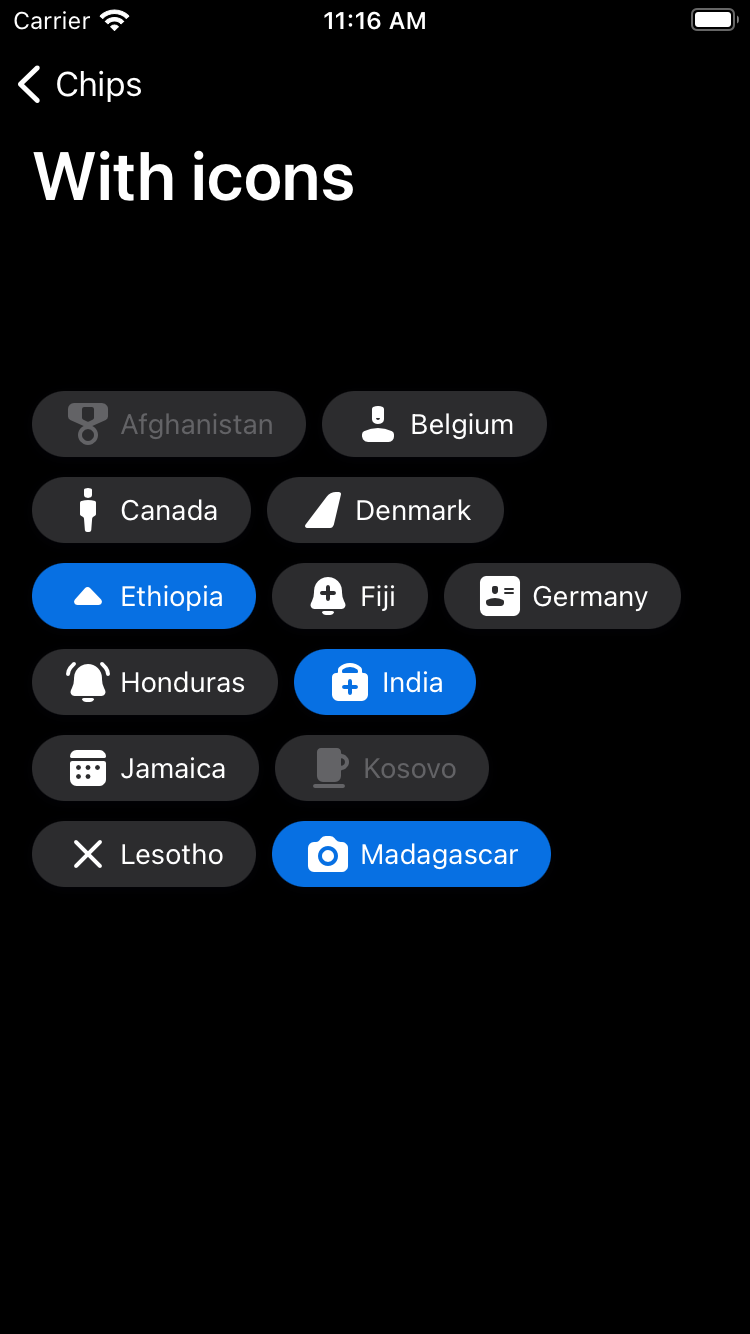 Carrier 11:16 AM
Chips
With icons
Afghanistan Belgium
Canada Denmark
Ethiopia Fiji Germany
Honduras India
Jamaica Kosovo
Lesotho Madagascar